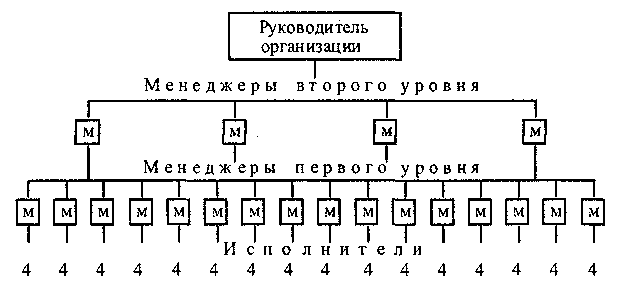 Руководитель
организации
Менеджеры второго уровня
м м м м
Менеджеры первого уровня
м м м м м м м м м м м м м м м м
Исполнители
4 4 4 4 4 4 4 4 4 4 4 4 4 4 4 4